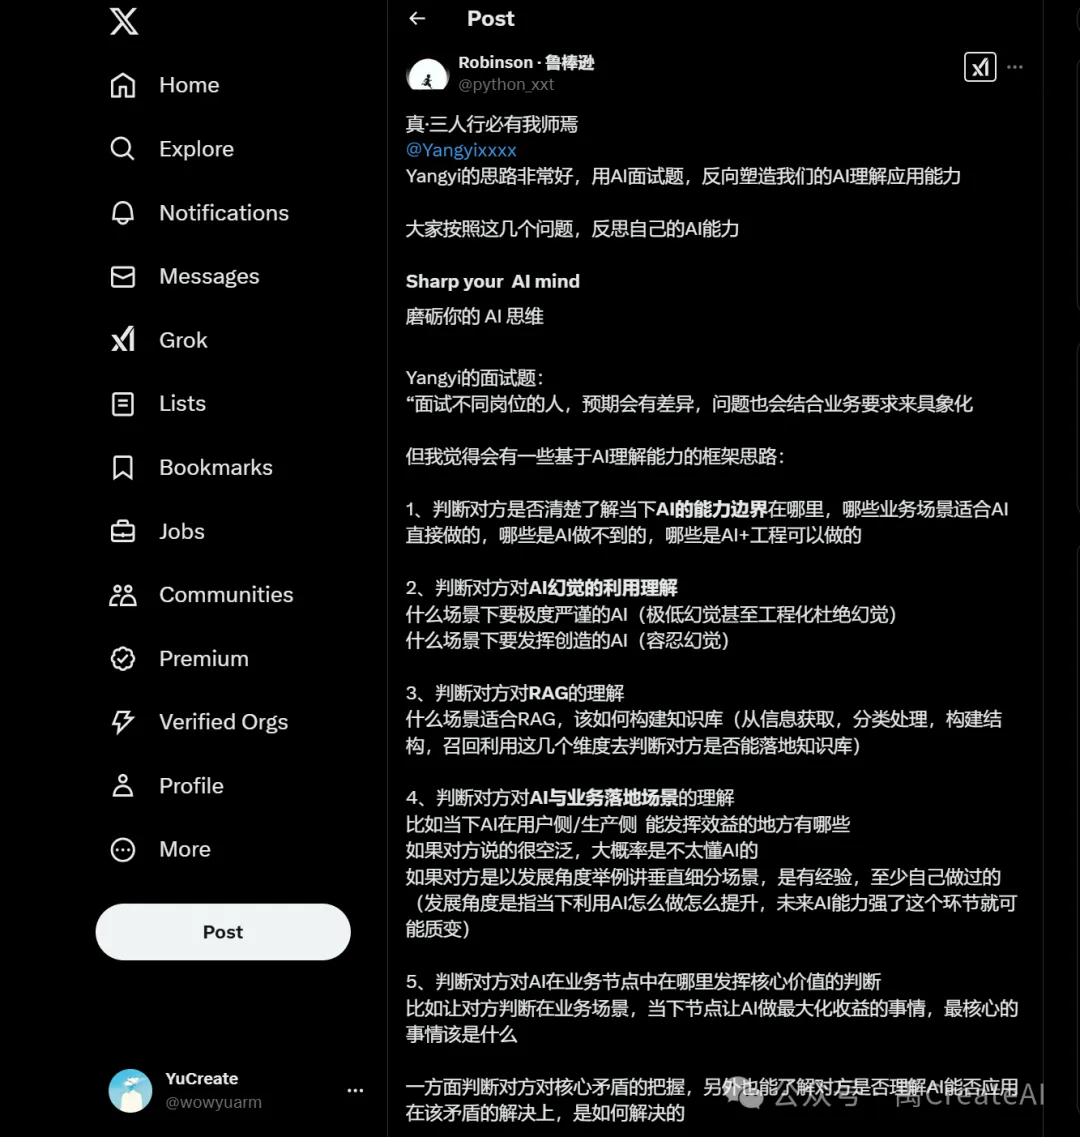 Home
Explore
Notifications
Messages
Grok
Lists
Bookmarks
Jobs
Communities
Premium
Verified Orgs
Profile
More
Post
YuCreate
@wowyuarm
Post
Robinson · 鲁棒逊
@python_xxt
真·三人行必有我师焉
@Yangyixxxx
Yangyi的思路非常好，用AI面试题，反向塑造我们的AI理解应用能力
大家按照这几个问题，反思自己的AI能力
Sharp your AI mind
磨砺你的 AI 思维
Yangyi的面试题：
“面试不同岗位的人，预期会有差异，问题也会结合业务要求来具象化
但我觉得会有一些基于AI理解能力的框架思路：
1、判断对方是否清楚了解当下AI的能力边界在哪里，哪些业务场景适合AI
直接做的，哪些是AI做不到的，哪些是AI+工程可以做的
2、判断对方对AI幻觉的利用理解
什么场景下要极度严谨的AI（极低幻觉甚至工程化杜绝幻觉）
什么场景下要发挥创造的AI（容忍幻觉）
3、判断对方对RAG的理解
什么场景适合RAG，该如何构建知识库（从信息获取，分类处理，构建结
构，召回利用这几个维度去判断对方是否能落地知识库）
4、判断对方对AI与业务落地场景的理解
比如当下AI在用户侧/生产侧 能发挥效益的地方有哪些
如果对方说的很空泛，大概率是不太懂AI的
如果对方是以发展角度举例讲垂直细分场景，是有经验，至少自己做过的
（发展角度是指当下利用AI怎么做怎么提升，未来AI能力强了这个环节就可
能质变）
5、判断对方对AI在业务节点中在哪里发挥核心价值的判断
比如让对方判断在业务场景，当下节点让AI做最大化收益的事情，最核心的
事情该是什么
一方面判断对方对核心矛盾的把握，另外也能了解对方是否理解AI能否应用
在该矛盾的解决上，是如何解决的
公众号 · 禹CreateAI